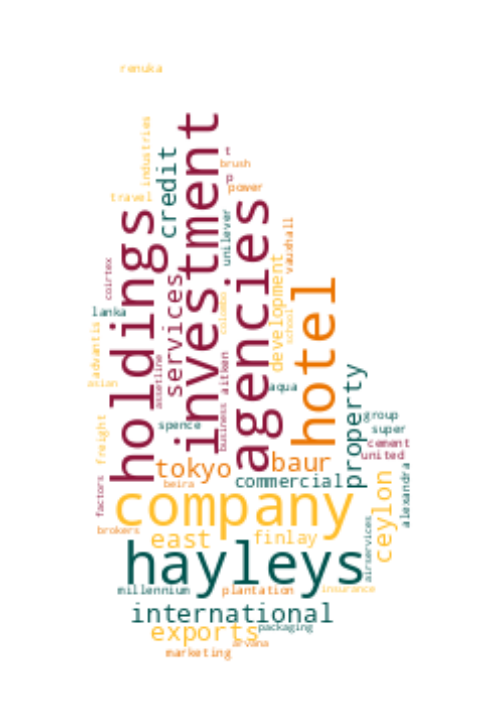 renuka
industries
t
brush
p
power
travel
credit
investment
holdings
agencies
unilever
vauxhall
services
coirtex
lanka
hotel
development
colombo
school
advantis
asian
assetline
aitken
business
aqua
property
spence
group
super
cement
united
freight
factors
tokyo
baur
beira
commercial
alexandra
company
ceylon
brokers
east
finlay
airservices
hayleys
millennium
plantation
insurance
international
exports
packaging
arvana
marketing